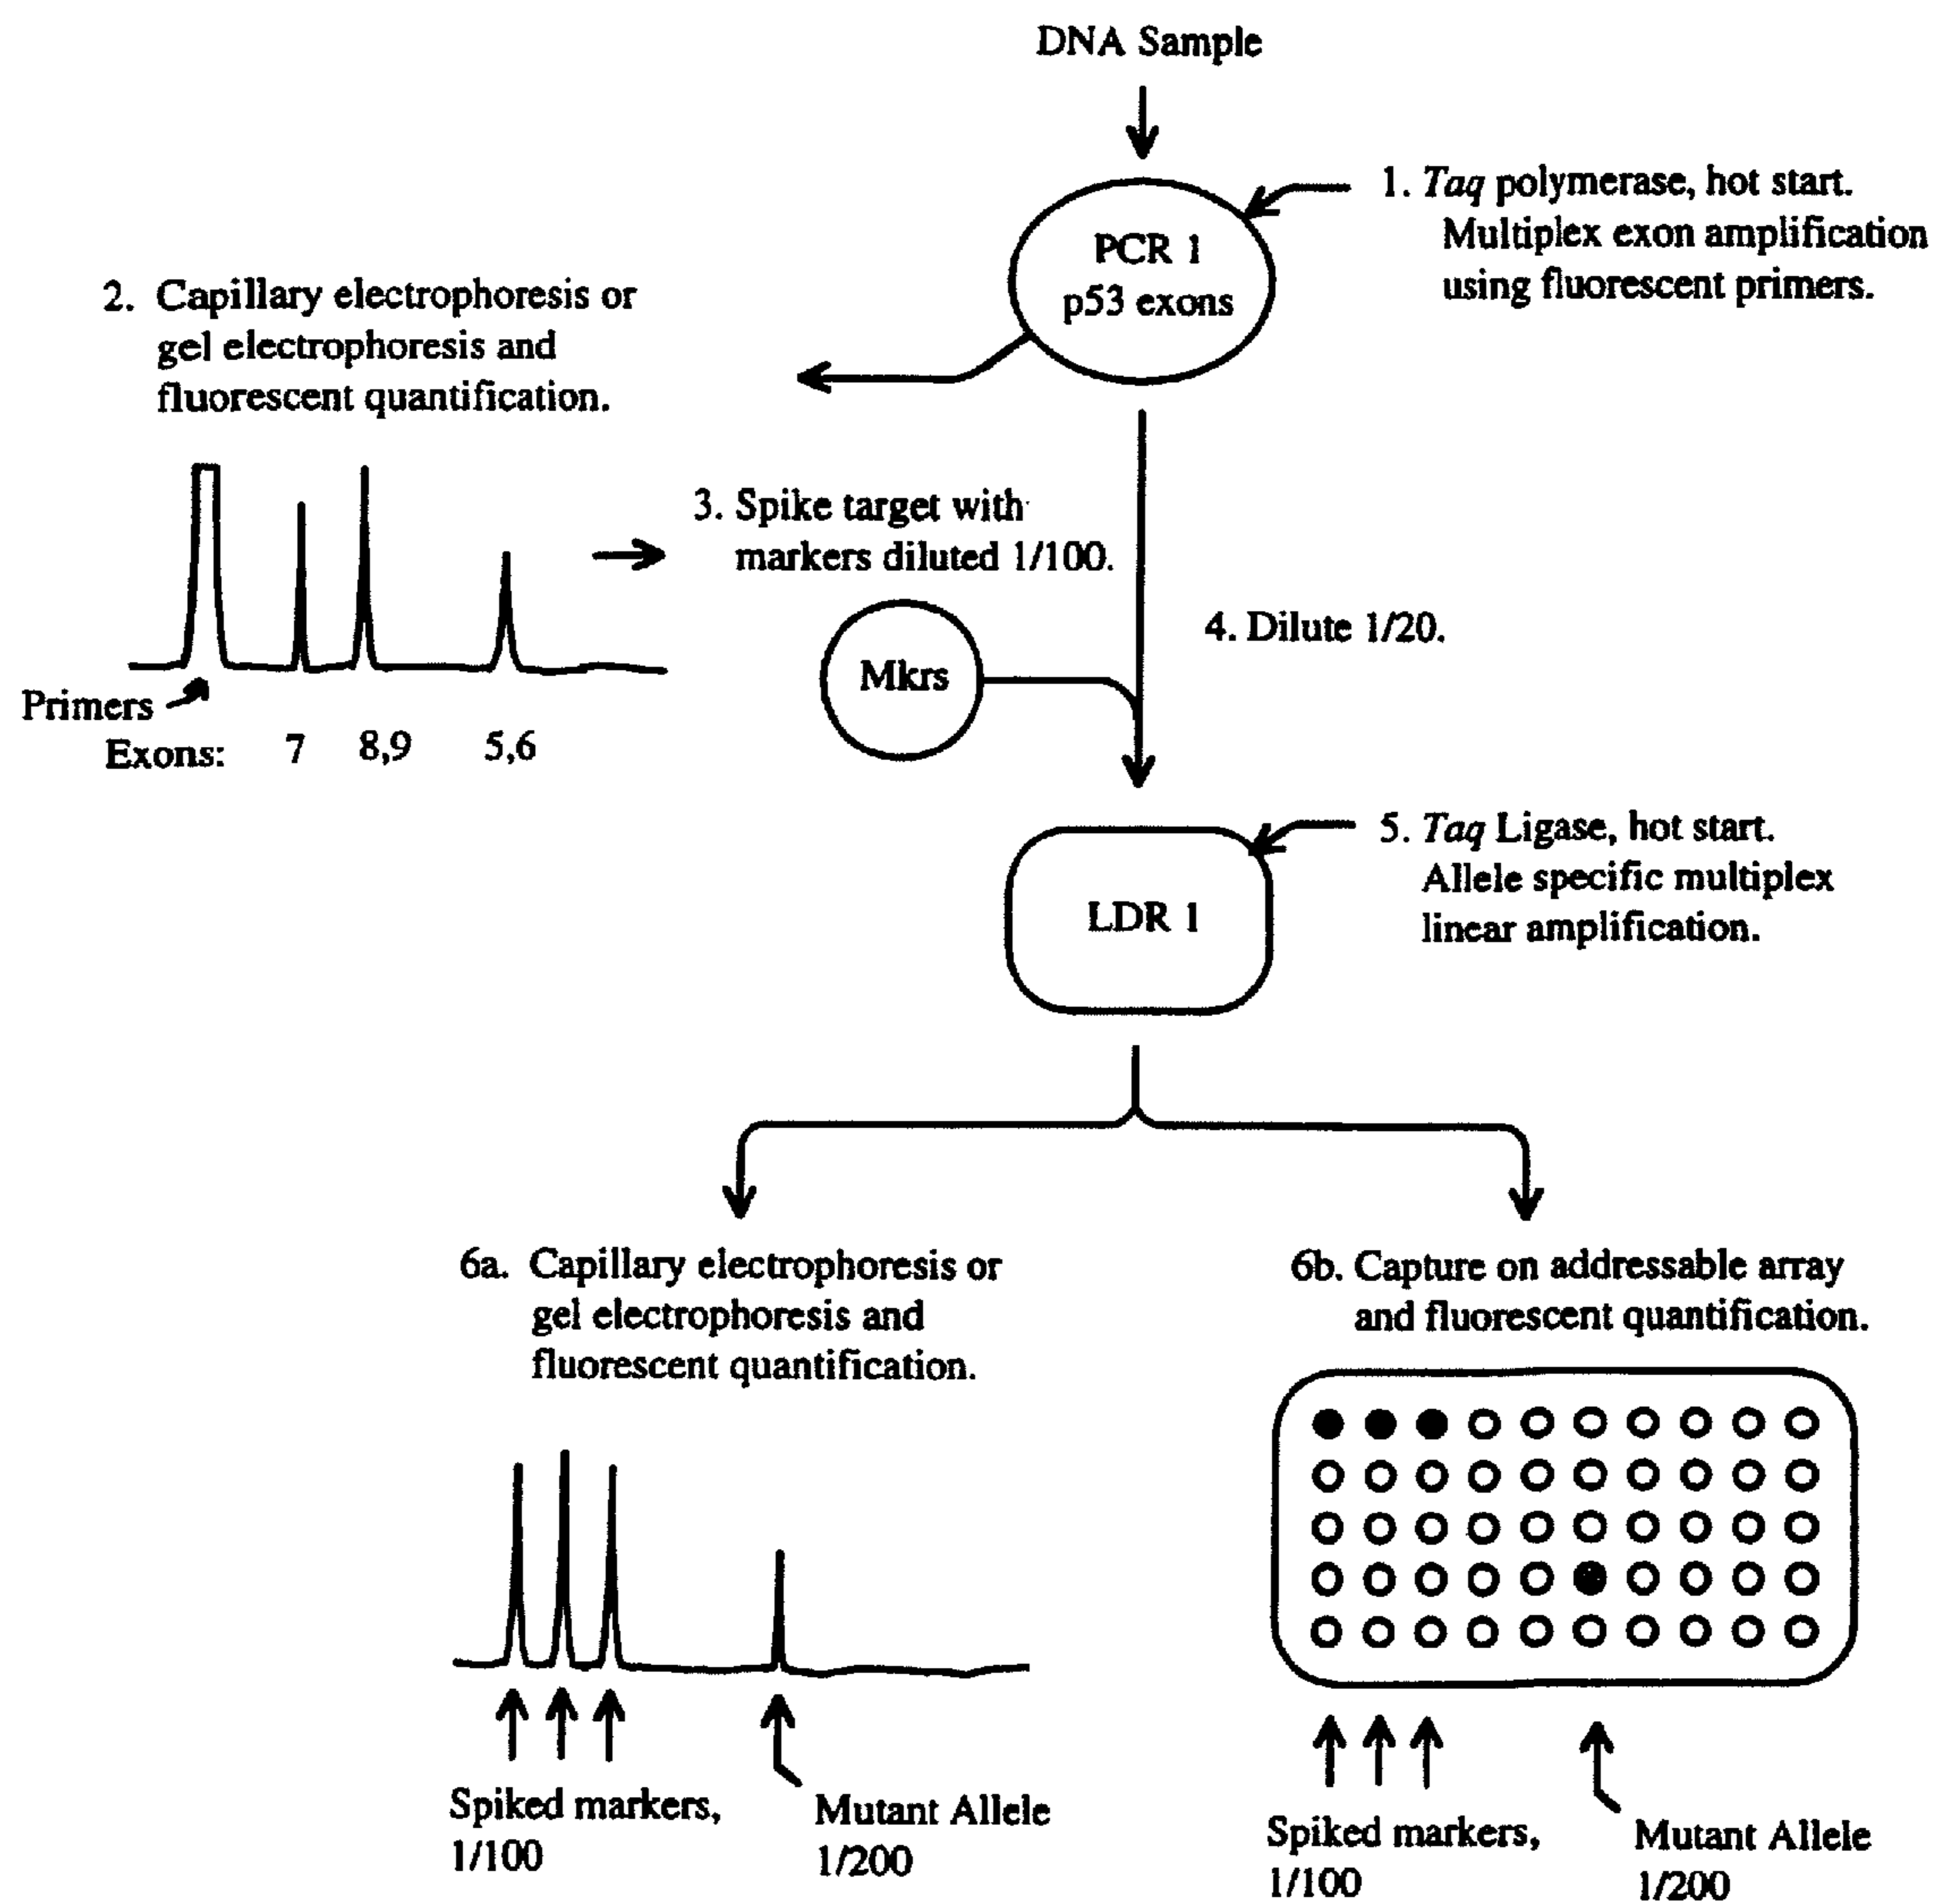 DNA Sample
PCR 1
p53 exons
1. Taq polymerase, hot start.
Multiplex exon amplification
using fluorescent primers.
2. Capillary electrophoresis or
gel electrophoresis and
fluorescent quantification.
Primers
Exons: 7 8,9 5,6
3. Spike target with
markers diluted 1/100.
Mkrs
4. Dilute 1/20.
LDR 1
5. Taq Ligase, hot start.
Allele specific multiplex
linear amplification.
6a. Capillary electrophoresis or
gel electrophoresis and
fluorescent quantification.
Spiked markers,
1/100
Mutant Allele
1/200
6b. Capture on addressable array
and fluorescent quantification.
Spiked markers,
1/100
Mutant Allele
1/200